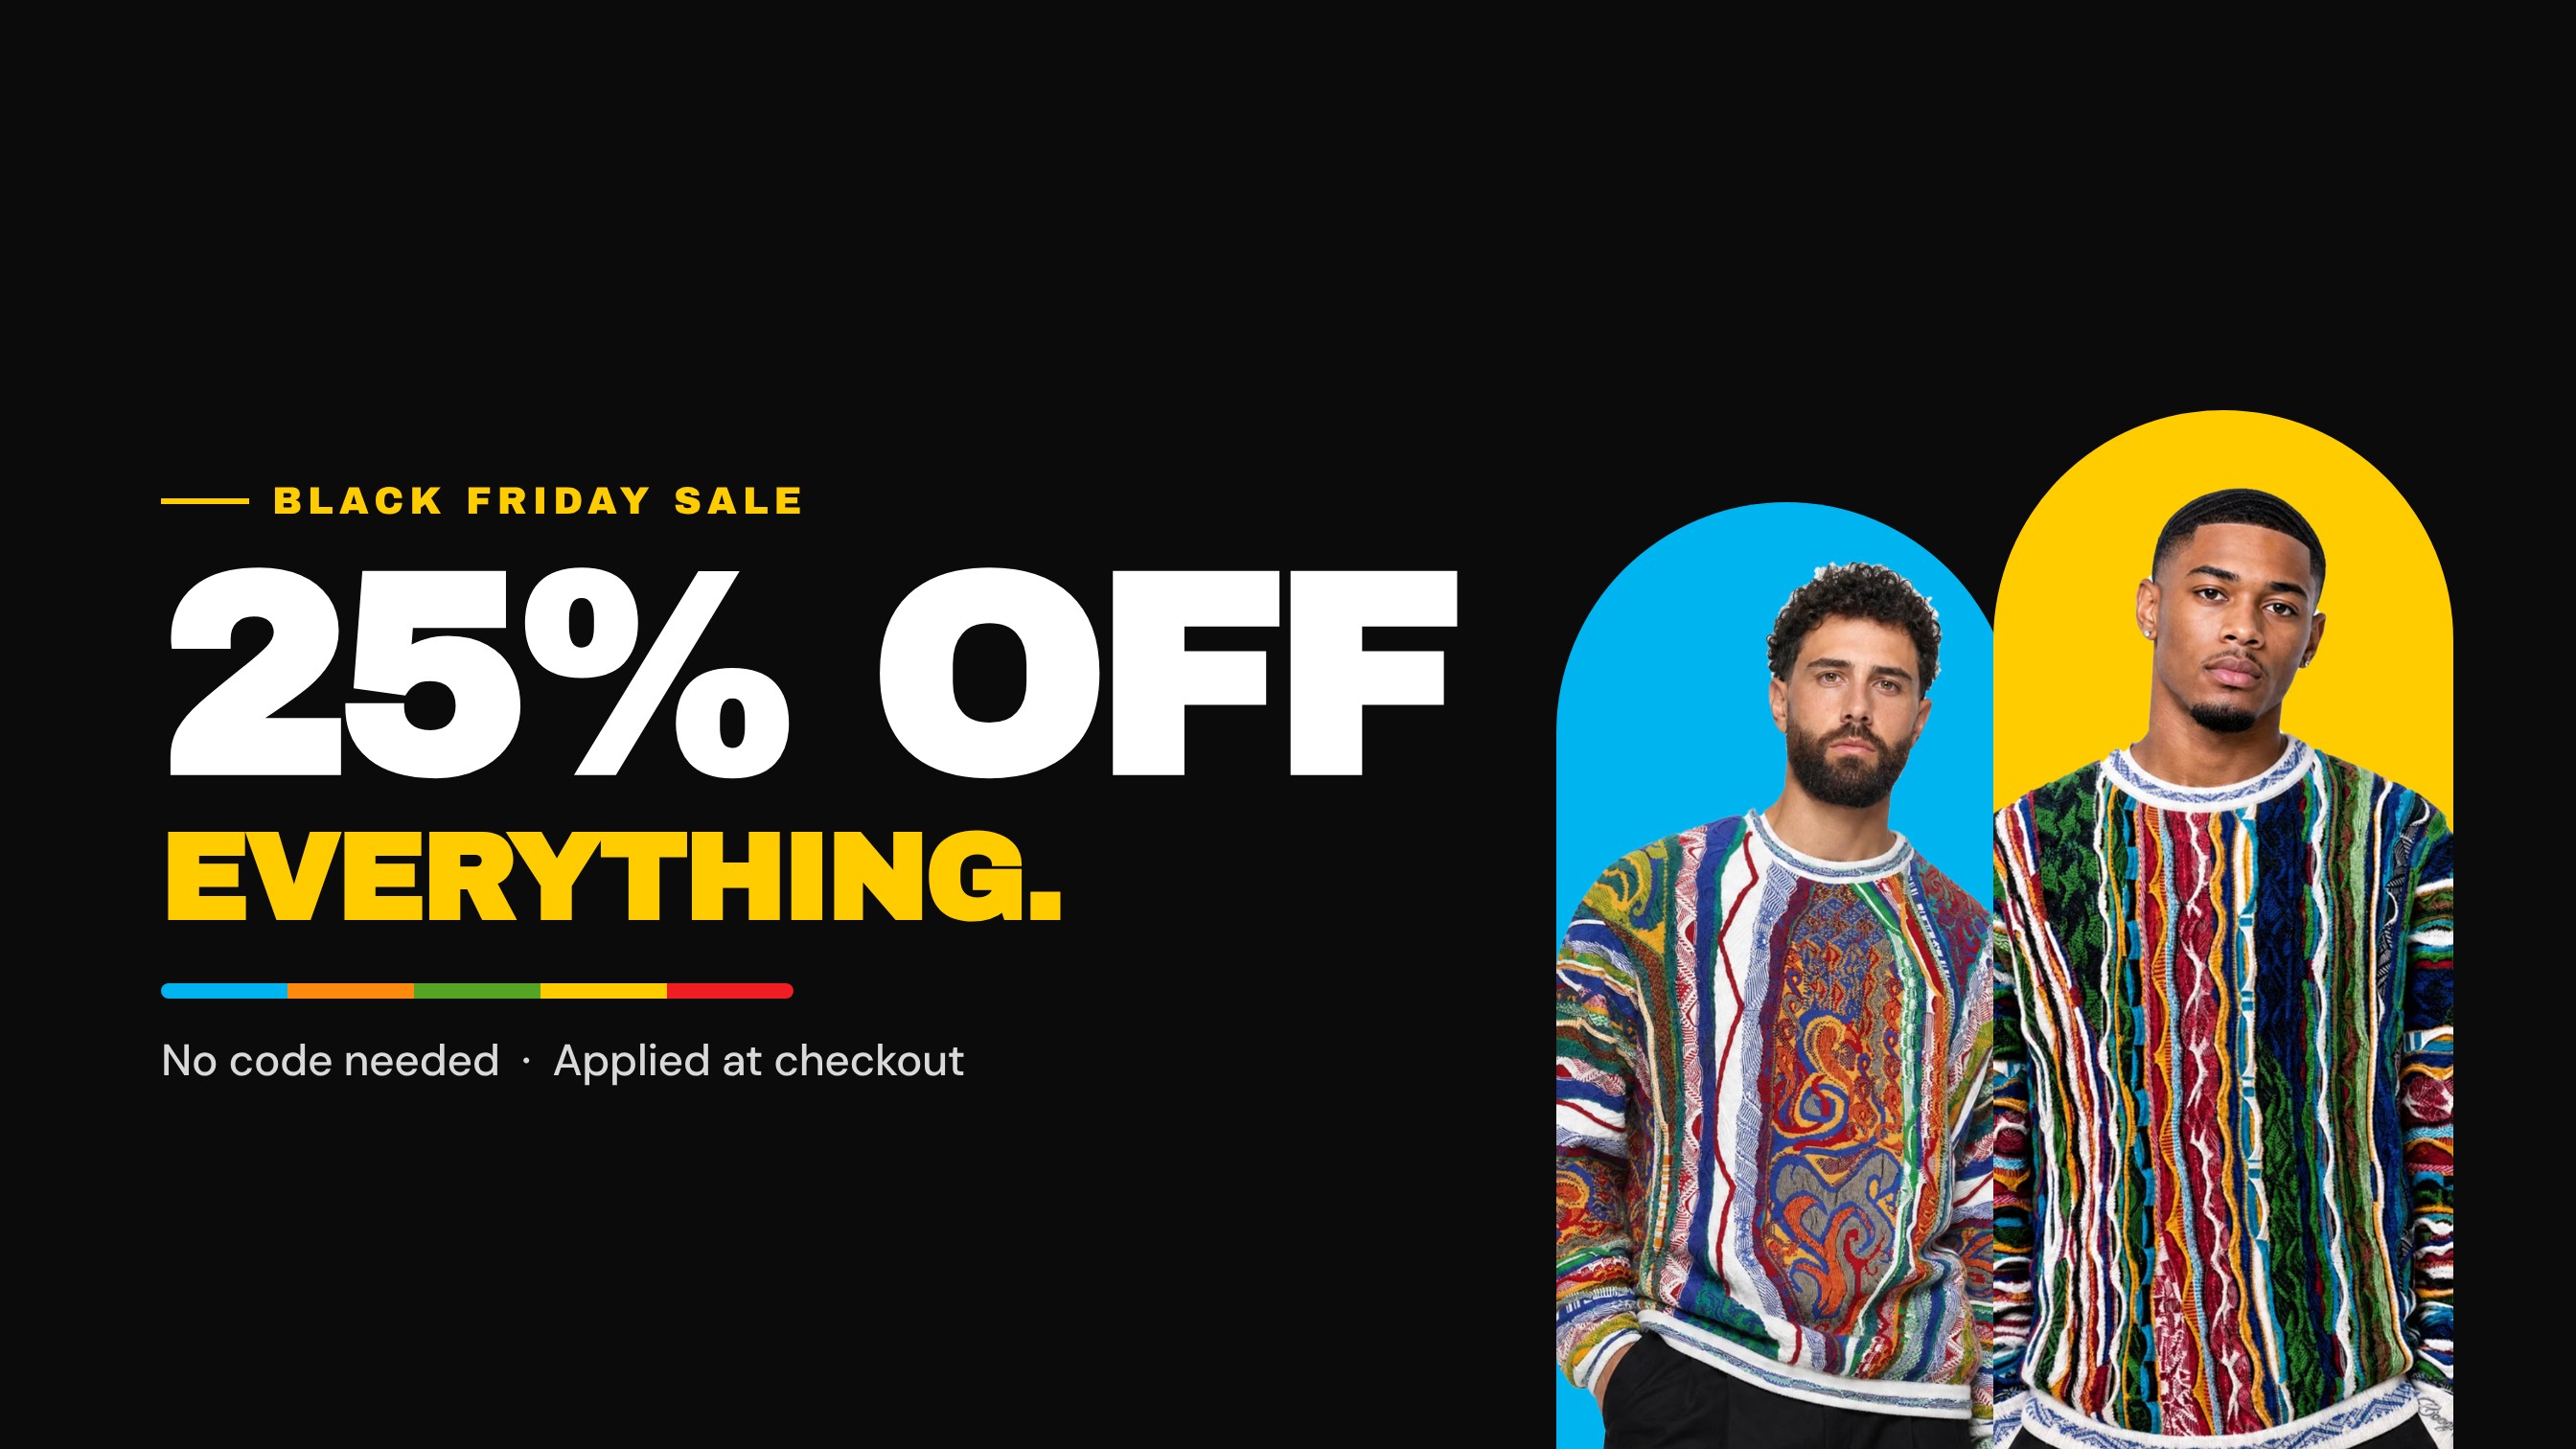 BLACK FRIDAY SALE
25% OFF
EVERYTHING.
No code needed · Applied at checkout